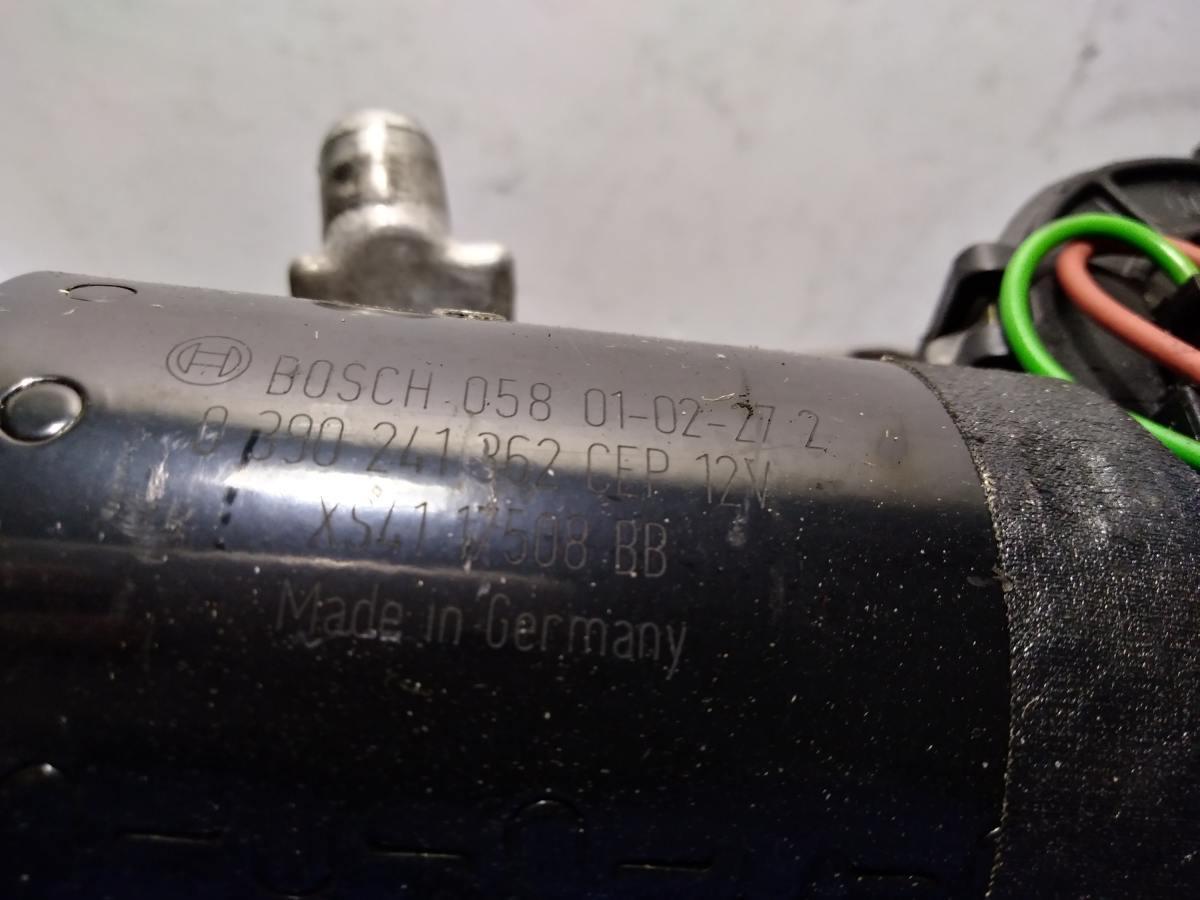 BOSCH 058 01-02-27 2
0 390 241 362 CEP 12V
XS41 17508 BB
Made in Germany